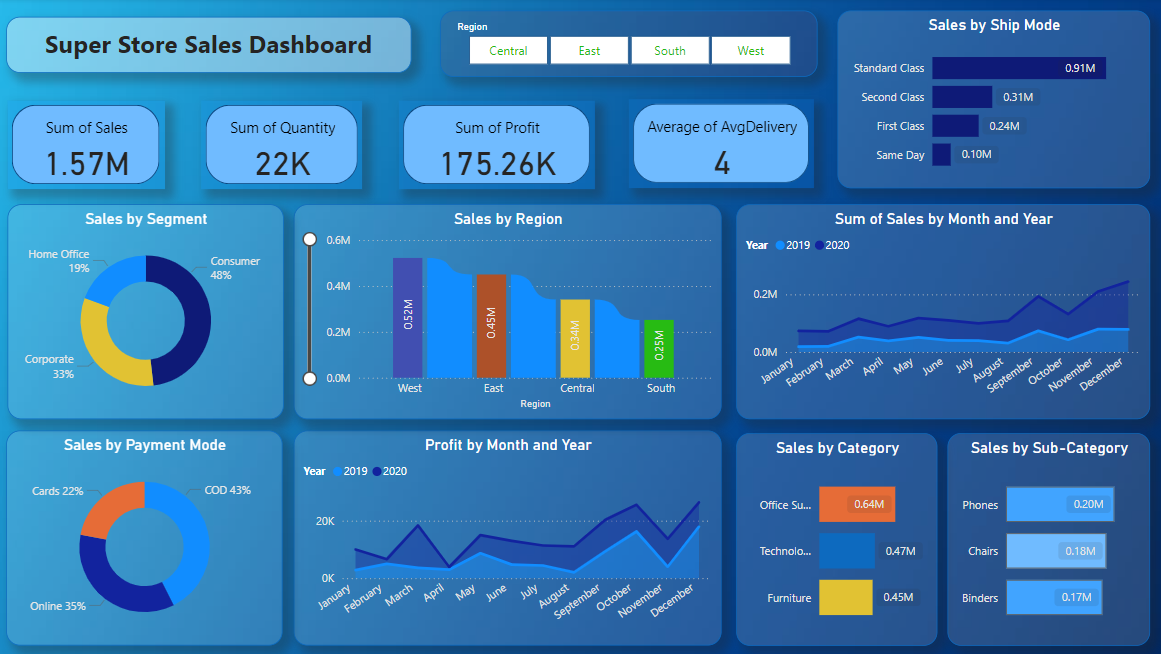 Super Store Sales Dashboard
Region
Central
East
South
West
Sales by Ship Mode
Standard Class
0.91M
Second Class
0.31M
First Class
0.24M
Same Day
0.10M
Sum of Sales
1.57M
Sum of Quantity
22K
Sum of Profit
175.26K
Average of AvgDelivery
4
Sales by Segment
Home Office
19%
Consumer
48%
Corporate
33%
Sales by Region
0.6M
0.4M
0.2M
0.0M
0.52M
0.45M
0.34M
0.25M
West
East
Central
South
Region
Sum of Sales by Month and Year
Year 2019 2020
0.2M
0.0M
January
February
March
April
May
June
July
August
September
October
November
December
Sales by Payment Mode
Cards 22%
COD 43%
Online 35%
Profit by Month and Year
Year 2019 2020
20K
0K
January
February
March
April
May
June
July
August
September
October
November
December
Sales by Category
Office Su...
0.64M
Technolo...
0.47M
Furniture
0.45M
Sales by Sub-Category
Phones
0.20M
Chairs
0.18M
Binders
0.17M